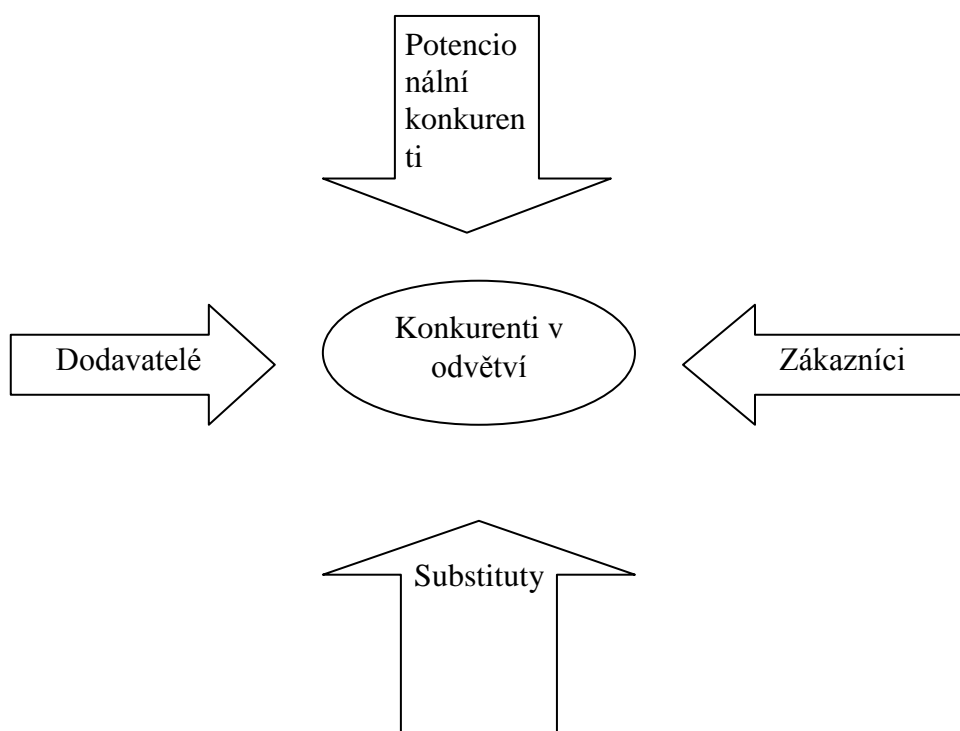 Potencio
nální
konkuren
ti
Konkurenti v
odvětví
Dodavatelé
Zákazníci
Substituty